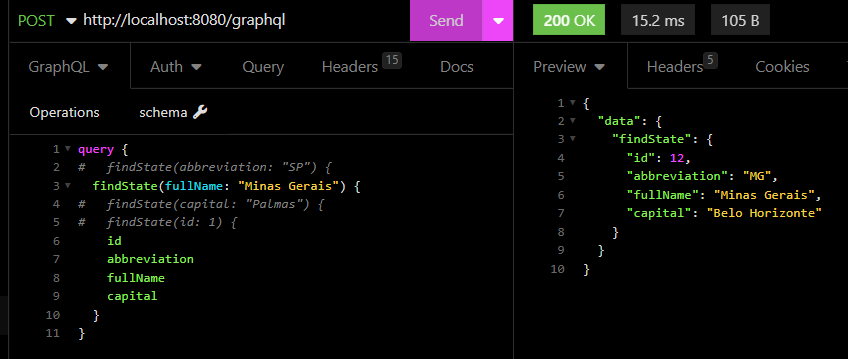 POST http://localhost:8080/graphql Send 200 OK 15.2 ms 105 B
GraphQL Auth Query Headers 15 Docs
Preview Headers 5 Cookies
Operations schema
1 query {
2 #   findState(abbreviation: "SP") {
3   findState(fullName: "Minas Gerais") {
4 #   findState(capital: "Palmas") {
5 #   findState(id: 1) {
6     id
7     abbreviation
8     fullName
9     capital
10   }
11 }
1 {
2   "data": {
3     "findState": {
4       "id": 12,
5       "abbreviation": "MG",
6       "fullName": "Minas Gerais",
7       "capital": "Belo Horizonte"
8     }
9   }
10 }